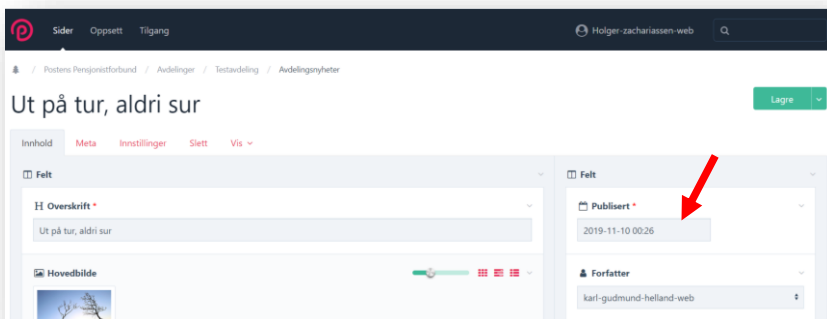 Sider Oppsett Tilgang Holger-zachariassen-web
/ Postens Pensjonistforbund / Avdelinger / Testavdeling / Avdelingsnyheter
Ut på tur, aldri sur
Lagre
Innhold Meta Innstillinger Slett Vis
Felt
H Overskrift *
Ut på tur, aldri sur
Hovedbilde
Felt
Publisert *
2019-11-10 00:26
Forfatter
karl-gudmund-helland-web